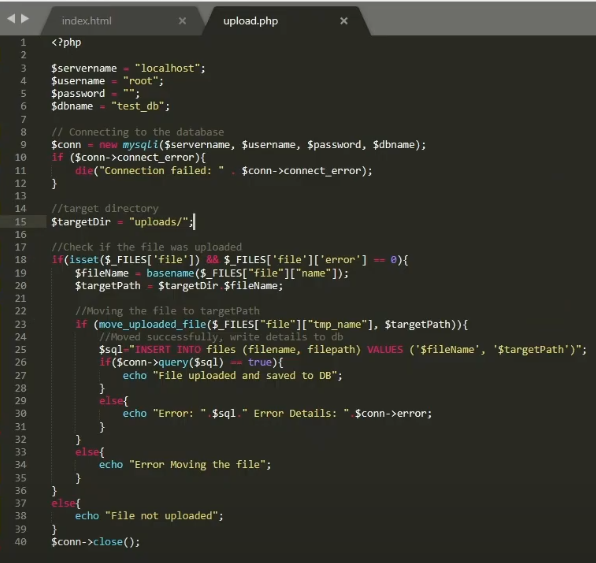 index.html ×
upload.php ×
1 <?php
2
3 $servername = "localhost";
4 $username = "root";
5 $password = "";
6 $dbname = "test_db";
7
8 // Connecting to the database
9 $conn = new mysqli($servername, $username, $password, $dbname);
10 if ($conn->connect_error){
11 die("Connection failed: " . $conn->connect_error);
12 }
13
14 //target directory
15 $targetDir = "uploads/";
16
17 //Check if the file was uploaded
18 if(isset($_FILES['file']) && $_FILES['file']['error'] == 0){
19 $fileName = basename($_FILES["file"]["name"]);
20 $targetPath = $targetDir.$fileName;
21
22 //Moving the file to targetPath
23 if (move_uploaded_file($_FILES["file"]["tmp_name"], $targetPath)){
24 //Moved successfully, write details to db
25 $sql="INSERT INTO files (filename, filepath) VALUES ('$fileName', '$targetPath')";
26 if($conn->query($sql) == true){
27 echo "File uploaded and saved to DB";
28 }
29 else{
30 echo "Error: ".$sql." Error Details: ".$conn->error;
31 }
32 }
33 else{
34 echo "Error Moving the file";
35 }
36 }
37 else{
38 echo "File not uploaded";
39 }
40 $conn->close();